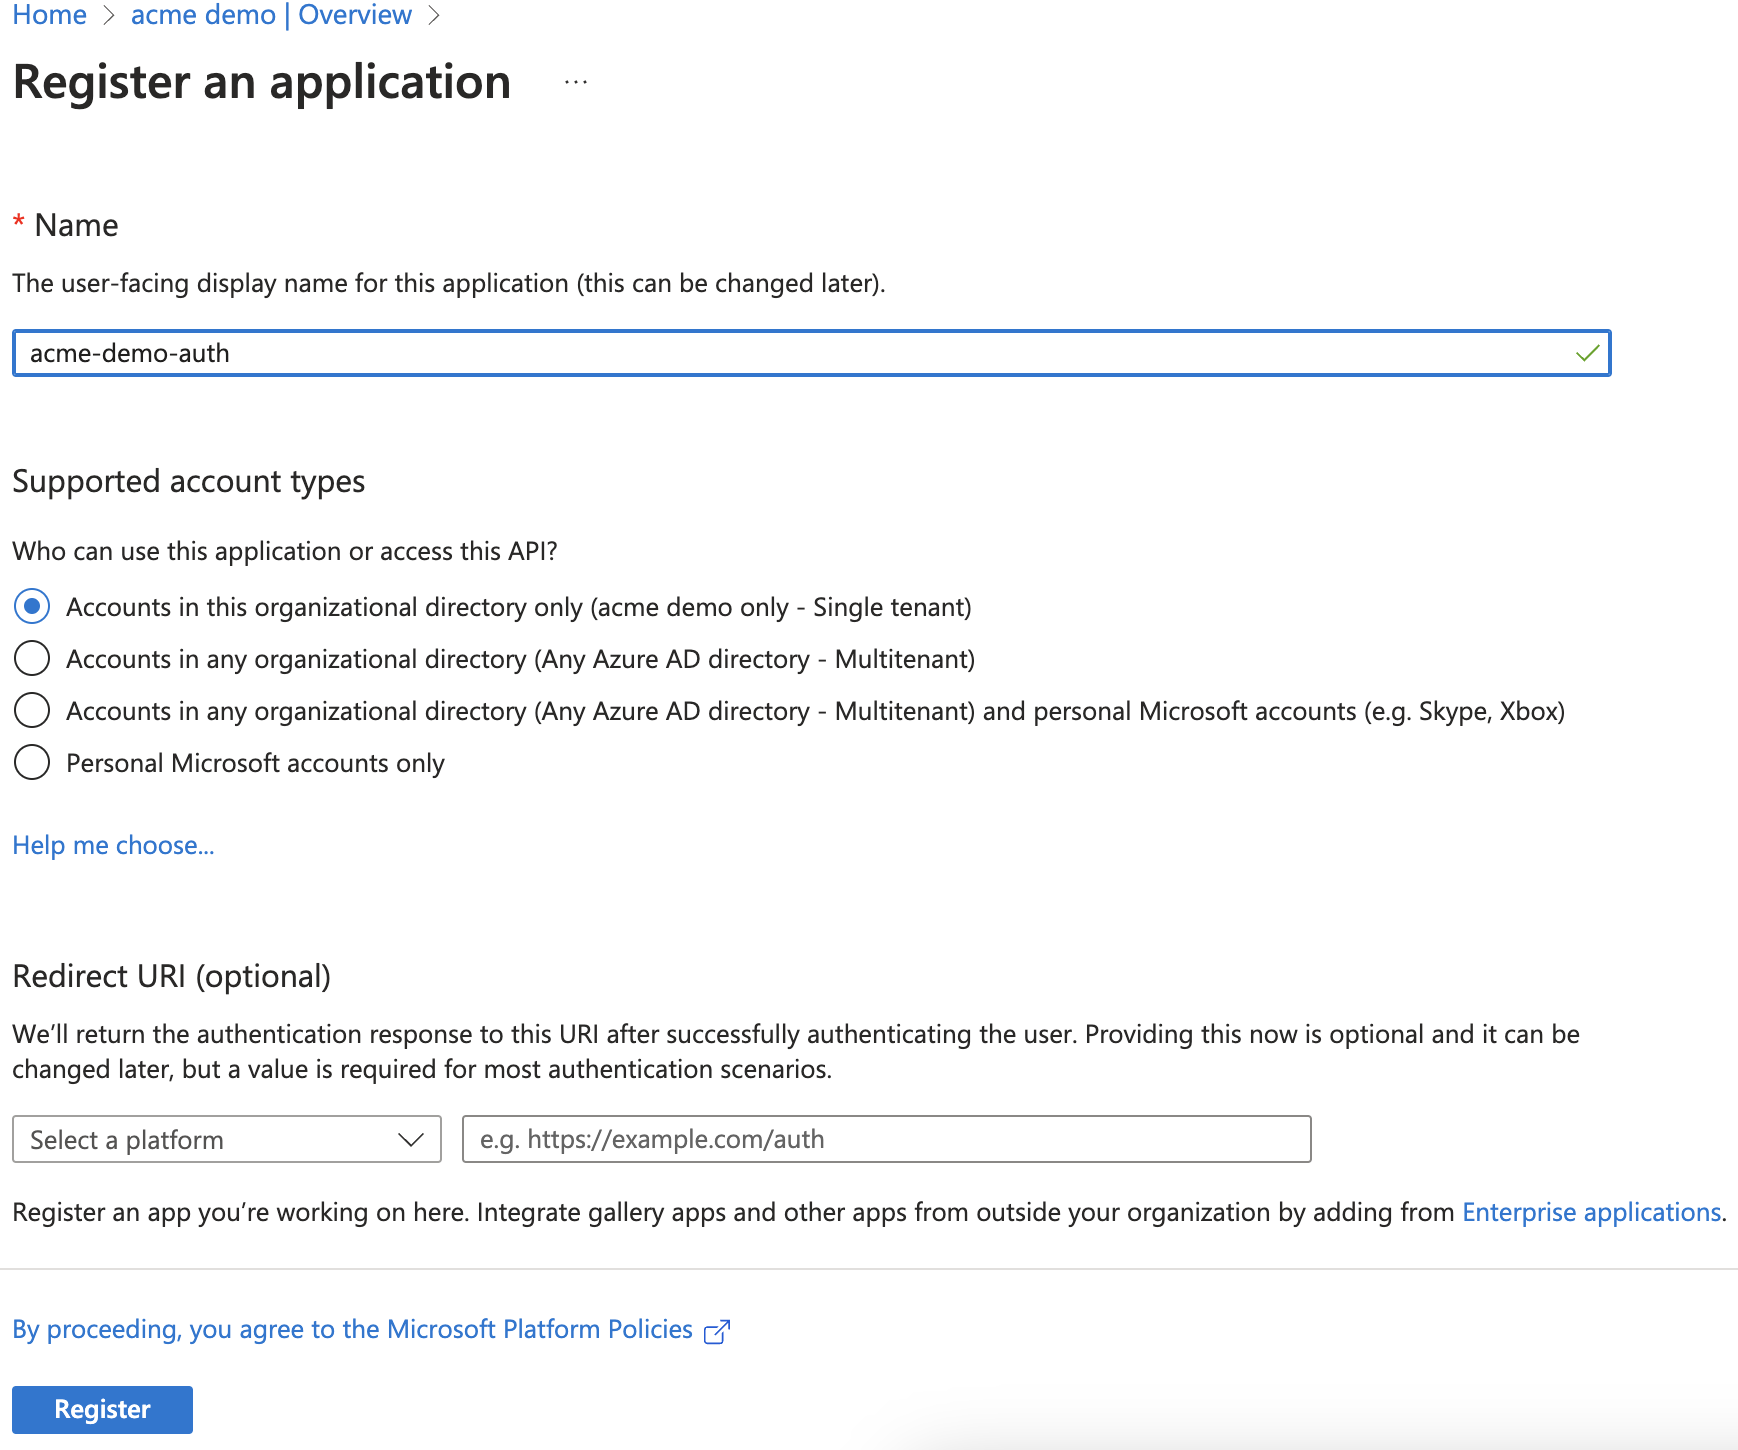 Home > acme demo | Overview >
Register an application ...
* Name
The user-facing display name for this application (this can be changed later).
acme-demo-auth
Supported account types
Who can use this application or access this API?
Accounts in this organizational directory only (acme demo only - Single tenant)
Accounts in any organizational directory (Any Azure AD directory - Multitenant)
Accounts in any organizational directory (Any Azure AD directory - Multitenant) and personal Microsoft accounts (e.g. Skype, Xbox)
Personal Microsoft accounts only
Help me choose...
Redirect URI (optional)
We’ll return the authentication response to this URI after successfully authenticating the user. Providing this now is optional and it can be
changed later, but a value is required for most authentication scenarios.
Select a platform
e.g. https://example.com/auth
Register an app you’re working on here. Integrate gallery apps and other apps from outside your organization by adding from Enterprise applications.
By proceeding, you agree to the Microsoft Platform Policies
Register